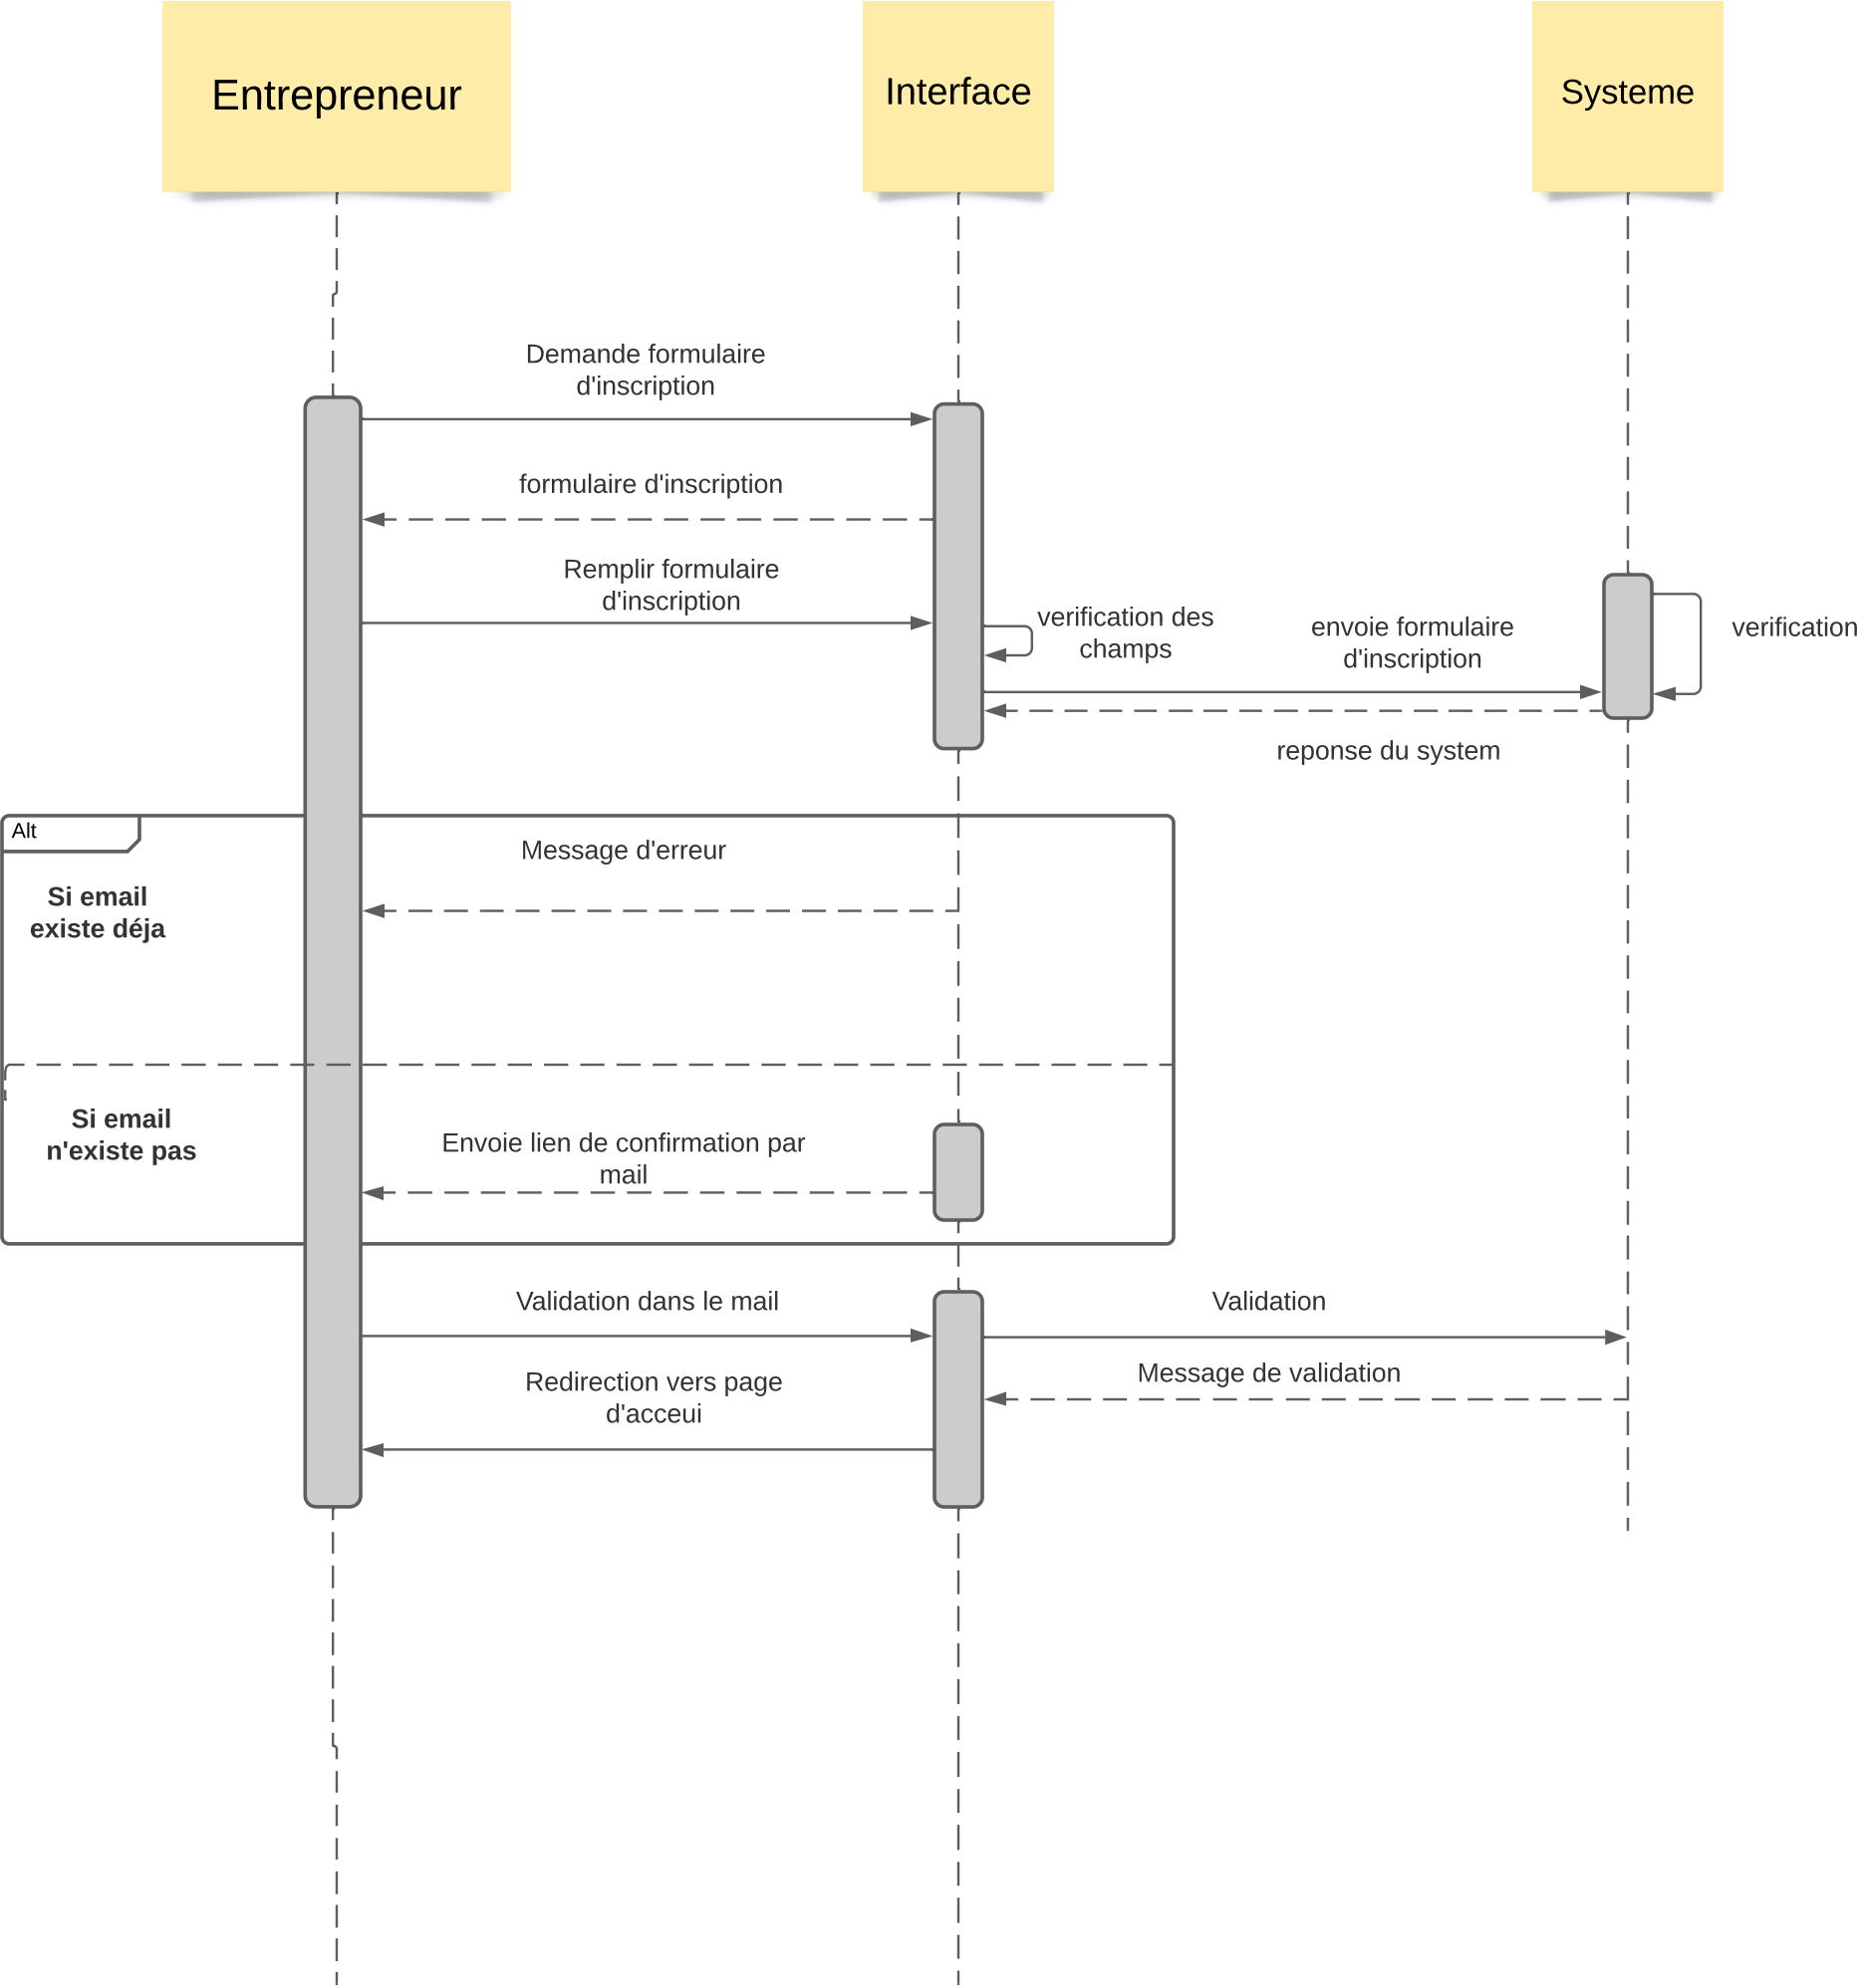 Entrepreneur
Interface
Systeme
Demande formulaire
d'inscription
formulaire d'inscription
Remplir formulaire
d'inscription
verification des
champs
envoie formulaire
d'inscription
verification
reponse du system
Alt
Message d'erreur
Si email
existe déja
Si email
n'existe pas
Envoie lien de confirmation par
mail
Validation dans le mail
Validation
Message de validation
Redirection vers page
d'acceui